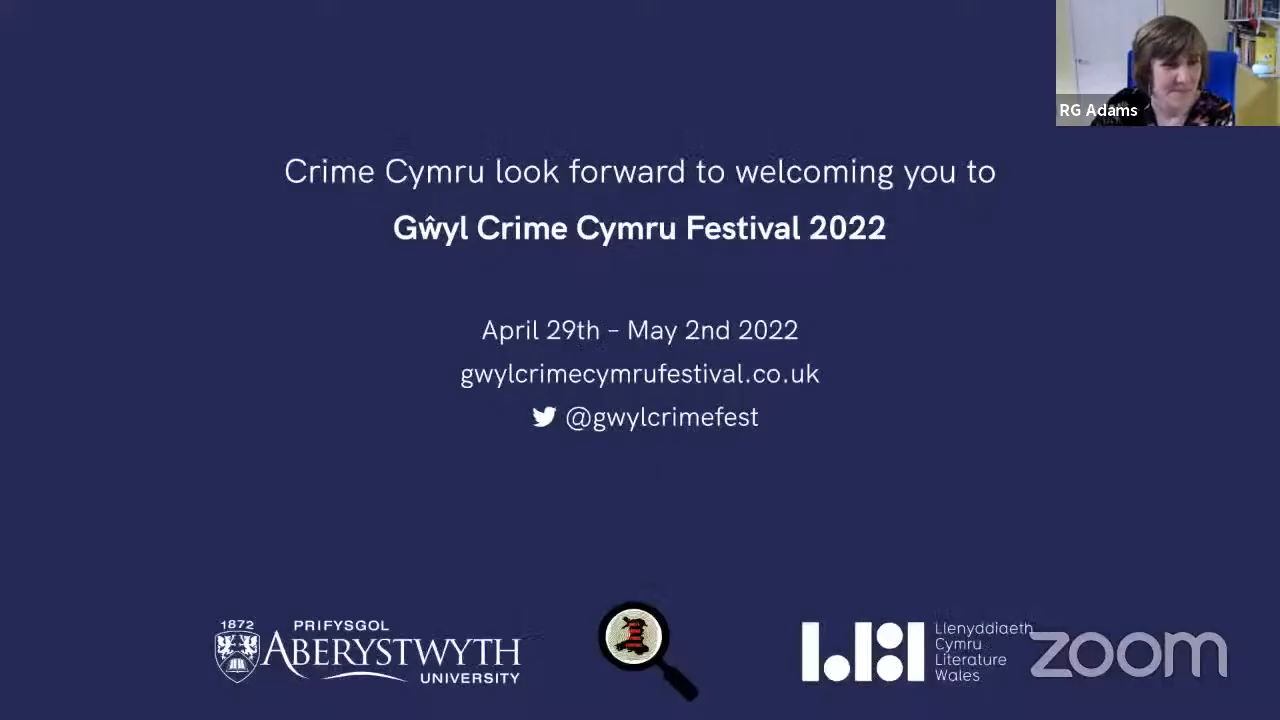 RG Adams
Crime Cymru look forward to welcoming you to
Gŵyl Crime Cymru Festival 2022
April 29th – May 2nd 2022
gwylcrimecymrufestival.co.uk
@gwylcrimefest
1872
PRIFYSGOL
ABERYSTWYTH
UNIVERSITY
Llenyddiaeth
Cymru
Literature
Wales
zoom